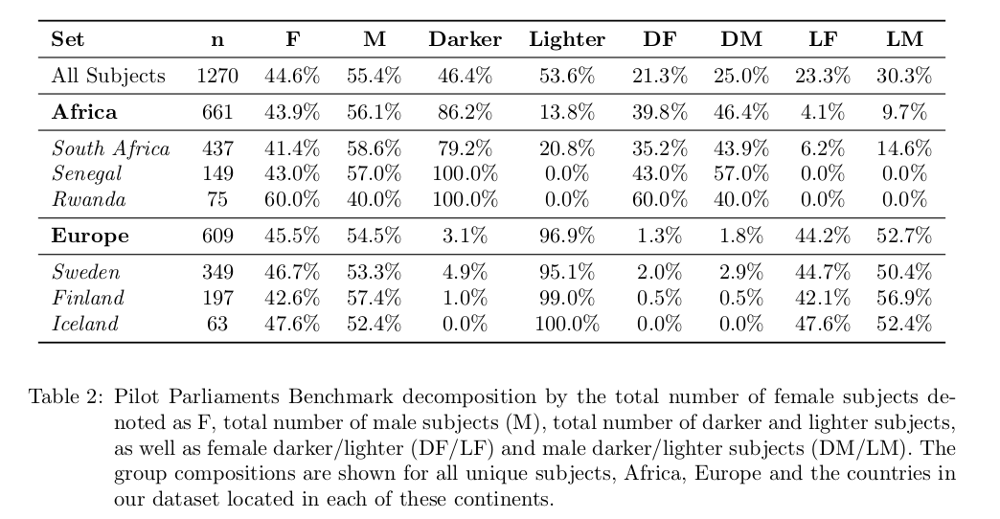 Set n F M Darker Lighter DF DM LF LM
All Subjects 1270 44.6% 55.4% 46.4% 53.6% 21.3% 25.0% 23.3% 30.3%
Africa 661 43.9% 56.1% 86.2% 13.8% 39.8% 46.4% 4.1% 9.7%
South Africa 437 41.4% 58.6% 79.2% 20.8% 35.2% 43.9% 6.2% 14.6%
Senegal 149 43.0% 57.0% 100.0% 0.0% 43.0% 57.0% 0.0% 0.0%
Rwanda 75 60.0% 40.0% 100.0% 0.0% 60.0% 40.0% 0.0% 0.0%
Europe 609 45.5% 54.5% 3.1% 96.9% 1.3% 1.8% 44.2% 52.7%
Sweden 349 46.7% 53.3% 4.9% 95.1% 2.0% 2.9% 44.7% 50.4%
Finland 197 42.6% 57.4% 1.0% 99.0% 0.5% 0.5% 42.1% 56.9%
Iceland 63 47.6% 52.4% 0.0% 100.0% 0.0% 0.0% 47.6% 52.4%
Table 2: Pilot Parliaments Benchmark decomposition by the total number of female subjects de-
noted as F, total number of male subjects (M), total number of darker and lighter subjects,
as well as female darker/lighter (DF/LF) and male darker/lighter subjects (DM/LM). The
group compositions are shown for all unique subjects, Africa, Europe and the countries in
our dataset located in each of these continents.